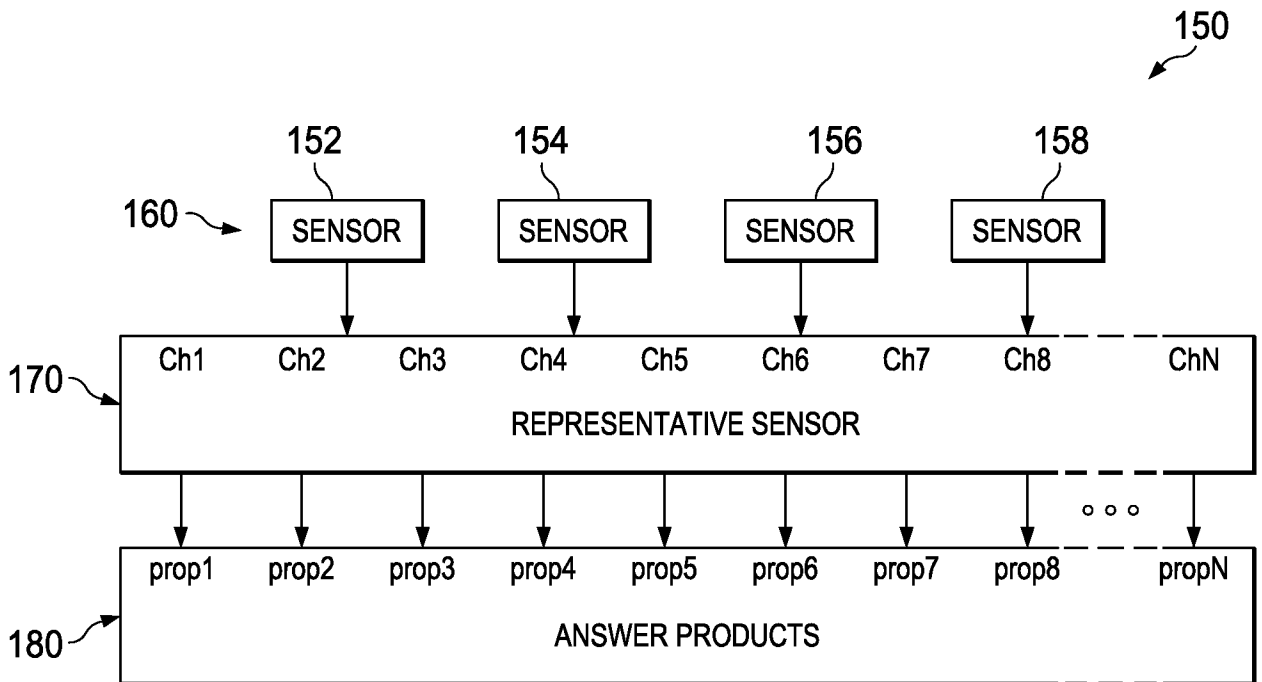 150
152 154 156 158
160 SENSOR SENSOR SENSOR SENSOR
Ch1 Ch2 Ch3 Ch4 Ch5 Ch6 Ch7 Ch8 ChN
170
REPRESENTATIVE SENSOR
prop1 prop2 prop3 prop4 prop5 prop6 prop7 prop8 propN
180
ANSWER PRODUCTS